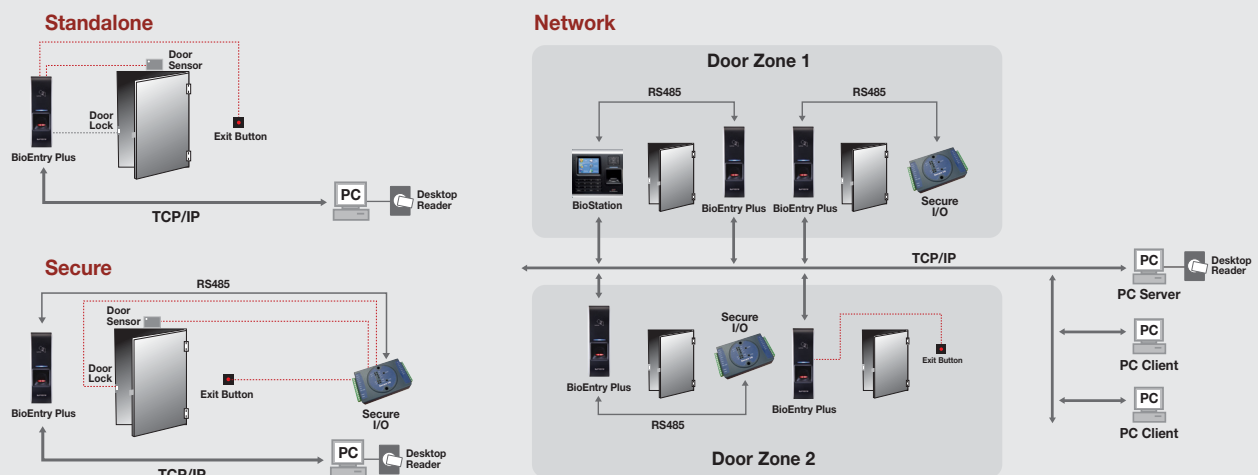 Standalone
Door
Sensor
Door
Lock
Exit Button
BioEntry Plus
TCP/IP
PC
Desktop
Reader
Secure
RS485
Door
Sensor
Door
Lock
Exit Button
BioEntry Plus
Secure
I/O
TCP/IP
PC
Desktop
Reader
Network
Door Zone 1
RS485
RS485
BioStation
BioEntry Plus
BioEntry Plus
Secure
I/O
TCP/IP
PC
Desktop
Reader
PC Server
PC
PC Client
PC
PC Client
Secure
I/O
Exit Button
BioEntry Plus
BioEntry Plus
RS485
Door Zone 2